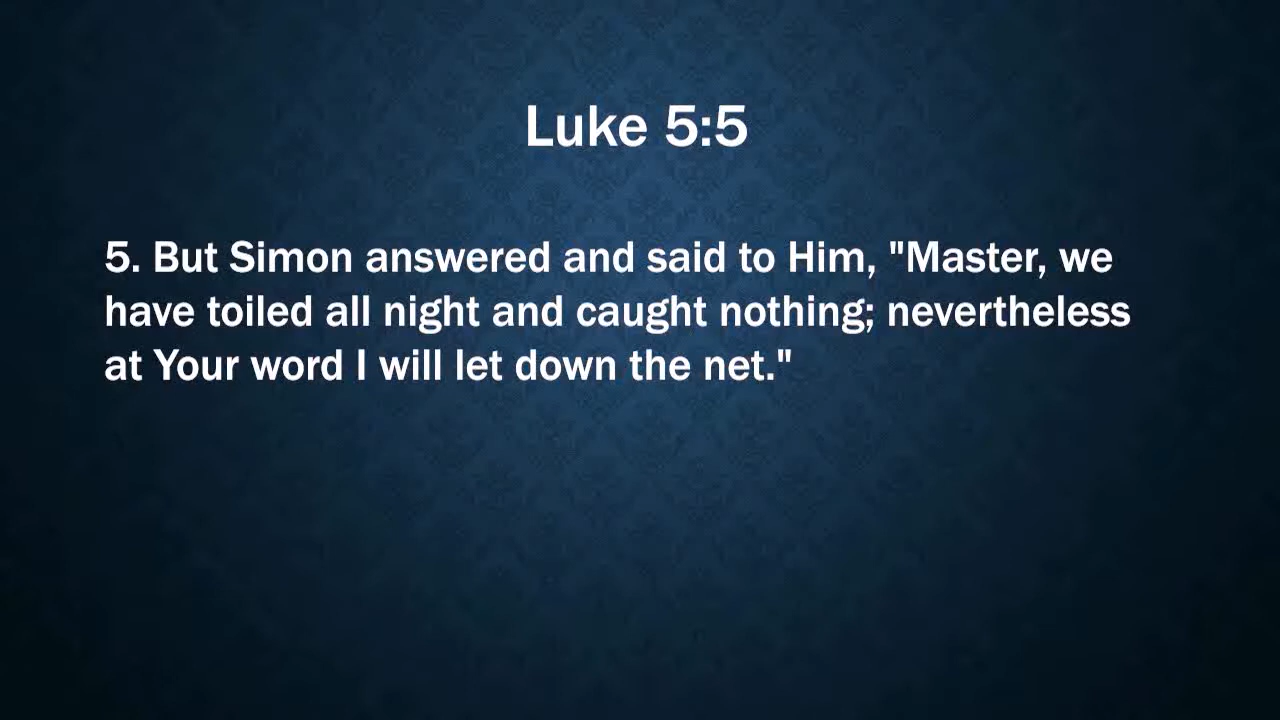 Luke 5:5
5. But Simon answered and said to Him, "Master, we
have toiled all night and caught nothing; nevertheless
at Your word I will let down the net."